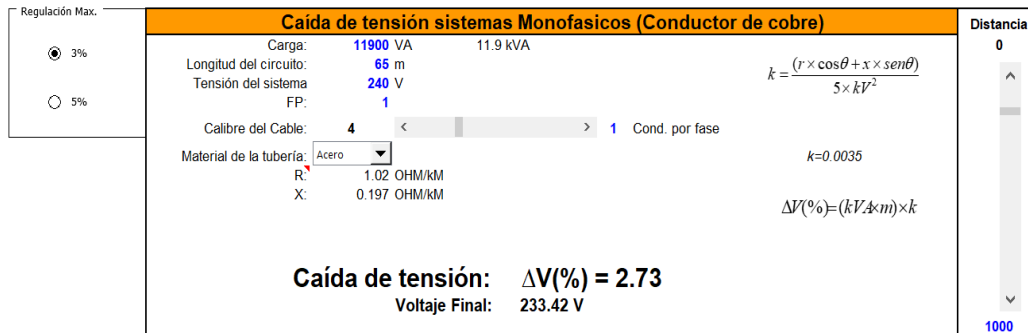 Regulación Max.
3%
5%
Caída de tensión sistemas Monofasicos (Conductor de cobre)
Distancia
0
Carga: 11900 VA 11.9 kVA
Longitud del circuito: 65 m
Tensión del sistema 240 V
FP: 1
k = (r × cosθ + x × senθ) / 5 × kV²
Calibre del Cable: 4 1 Cond. por fase
Material de la tubería: Acero
k=0.0035
R: 1.02 OHM/kM
X: 0.197 OHM/kM
ΔV(%)=(kVA×m)×k
Caída de tensión: ΔV(%) = 2.73
Voltaje Final: 233.42 V
1000